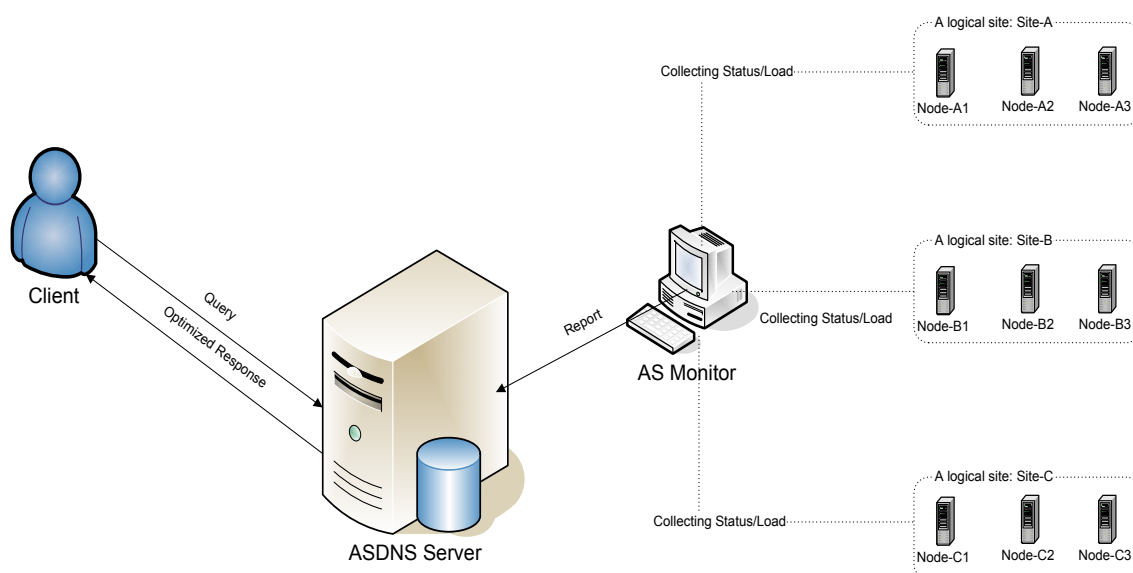 A logical site: Site-A
Collecting Status/Load
Node-A1
Node-A2
Node-A3
A logical site: Site-B
Client
Query
Optimized Response
Report
Collecting Status/Load
Node-B1
Node-B2
Node-B3
AS Monitor
A logical site: Site-C
Collecting Status/Load
Node-C1
Node-C2
Node-C3
ASDNS Server